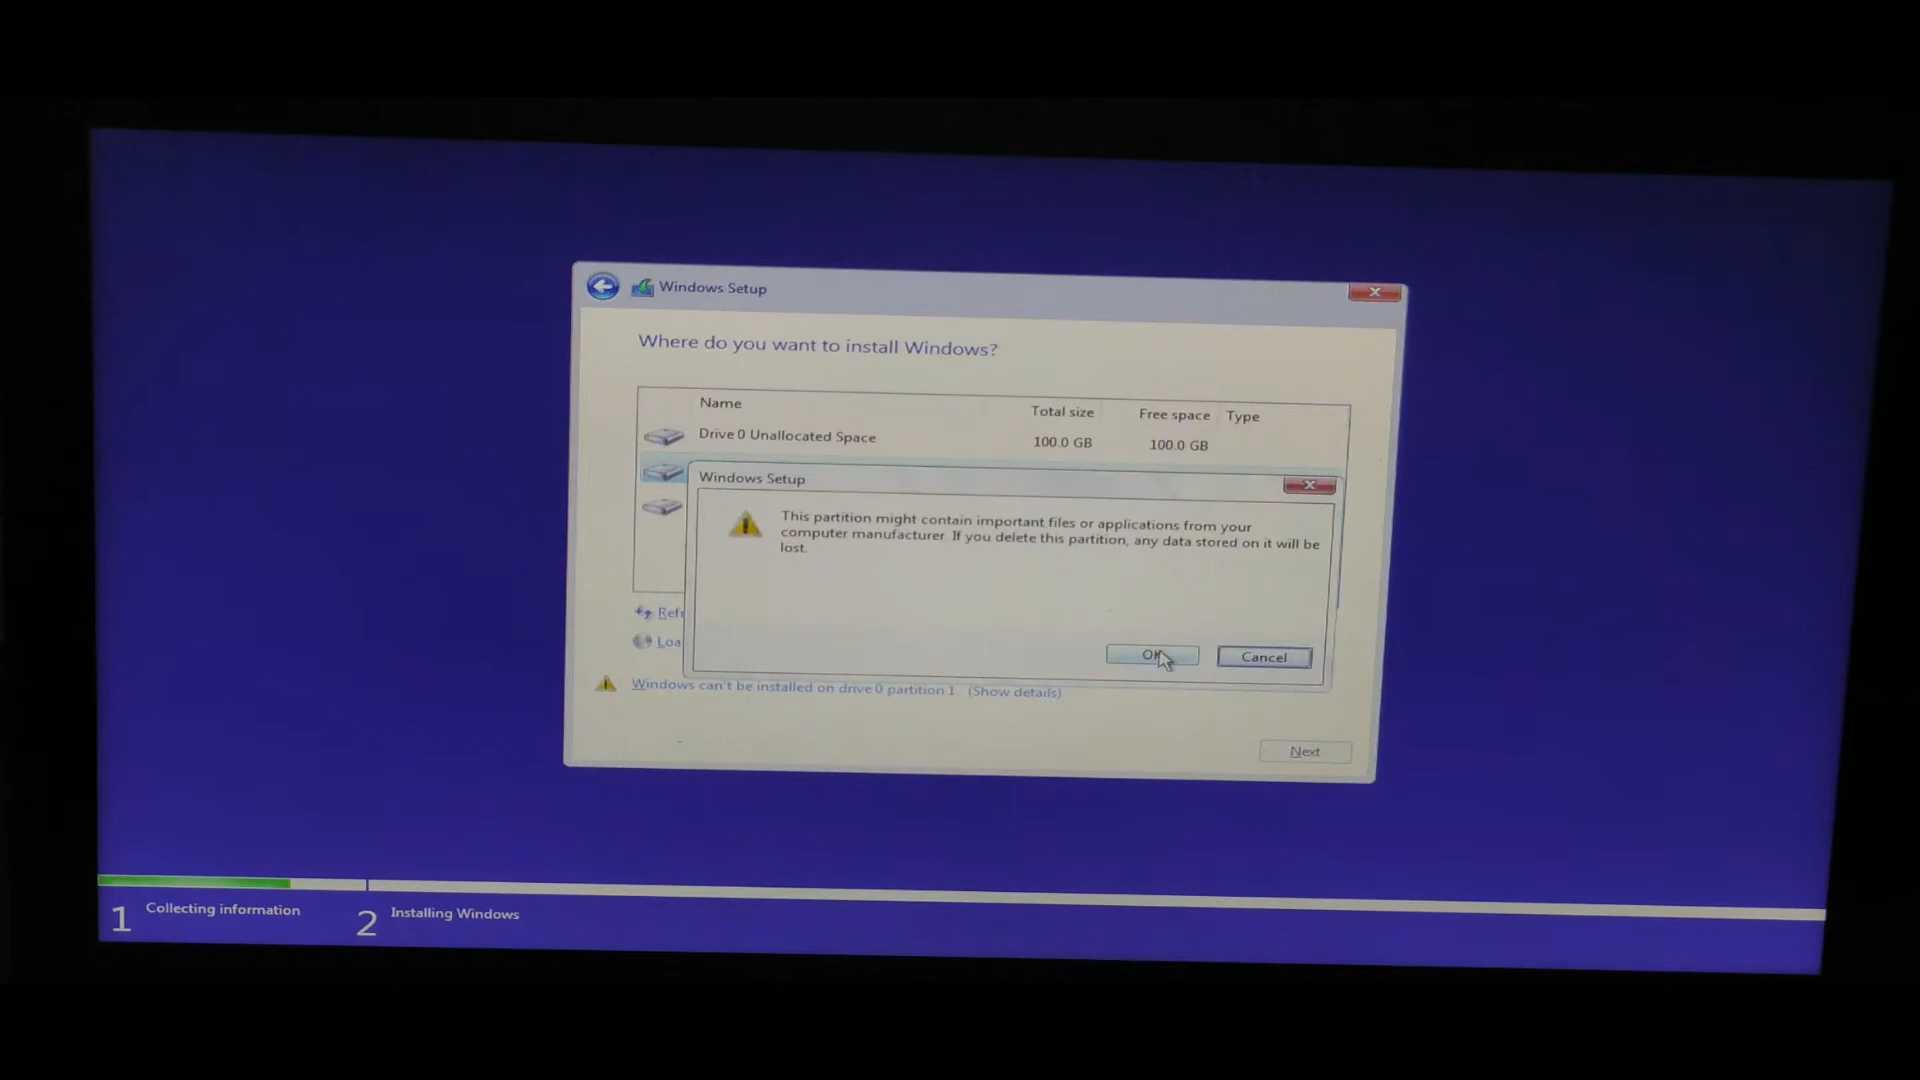 Windows Setup
Where do you want to install Windows?
Name Total size Free space Type
Drive 0 Unallocated Space 100.0 GB 100.0 GB
Windows Setup
This partition might contain important files or applications from your
computer manufacturer. If you delete this partition, any data stored on it will be
lost.
OK Cancel
Refr
Loa
Windows can't be installed on drive 0 partition 1. (Show details)
Next
1 Collecting information 2 Installing Windows